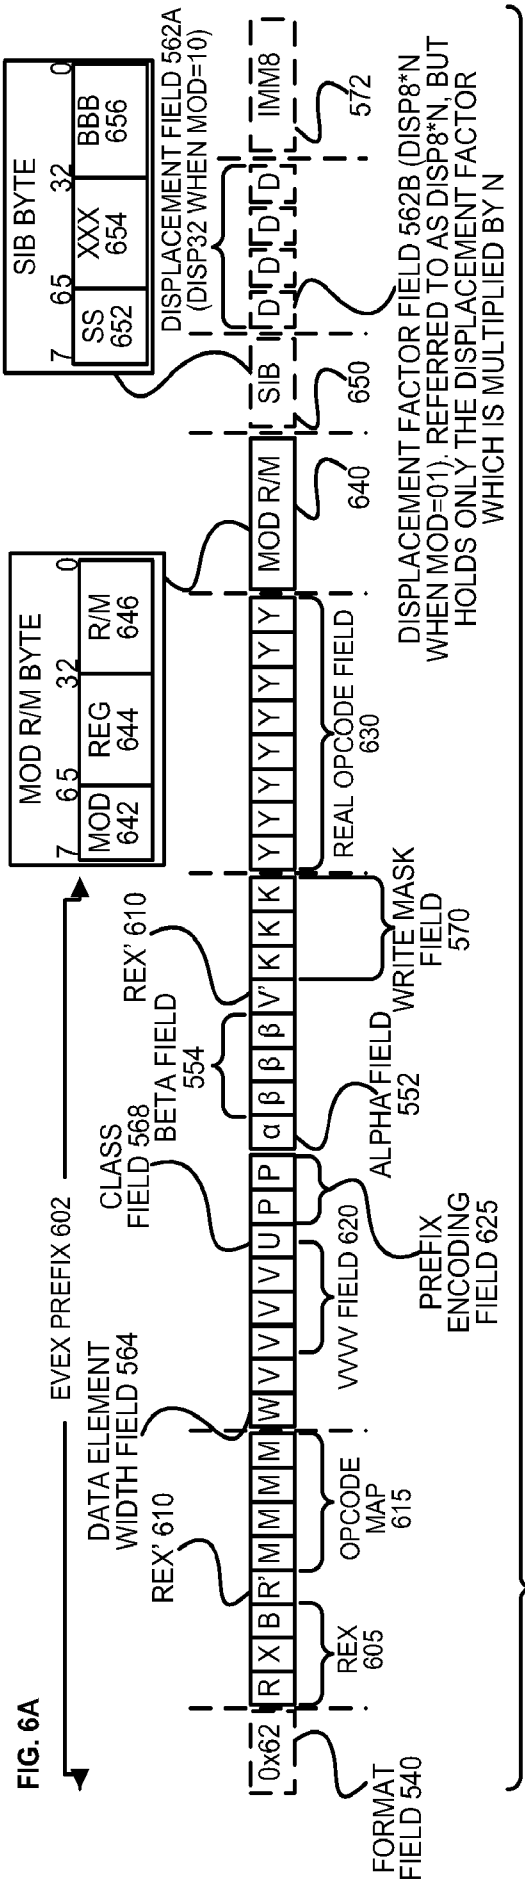 FIG. 6A
EVEX PREFIX 602
MOD R/M BYTE
7 6 5 3 2 0
MOD REG R/M
642 644 646
SIB BYTE
7 6 5 3 2 0
SS XXX BBB
652 654 656
REX' 610
DATA ELEMENT
WIDTH FIELD 564
CLASS
FIELD 568
BETA FIELD
554
REX' 610
DISPLACEMENT FIELD 562A
(DISP32 WHEN MOD=10)
0x62 R X B R' M M M M W V V V V U P P α β β β V' K K K Y Y Y Y Y Y Y Y MOD R/M SIB D D D D IMM8
FORMAT
FIELD 540
REX
605
OPCODE
MAP
615
VVVV FIELD 620
PREFIX
ENCODING
FIELD 625
ALPHA FIELD
552
WRITE MASK
FIELD
570
REAL OPCODE FIELD
630
640
650
572
DISPLACEMENT FACTOR FIELD 562B (DISP8*N
WHEN MOD=01). REFERRED TO AS DISP8*N, BUT
HOLDS ONLY THE DISPLACEMENT FACTOR
WHICH IS MULTIPLIED BY N